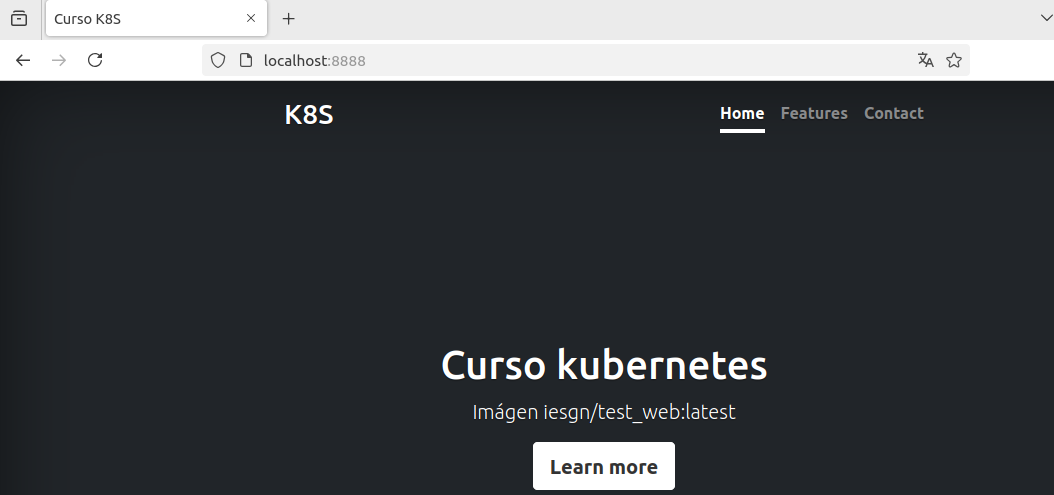 Curso K8S
localhost:8888
K8S
Home Features Contact
Curso kubernetes
Imágen iesgn/test_web:latest
Learn more